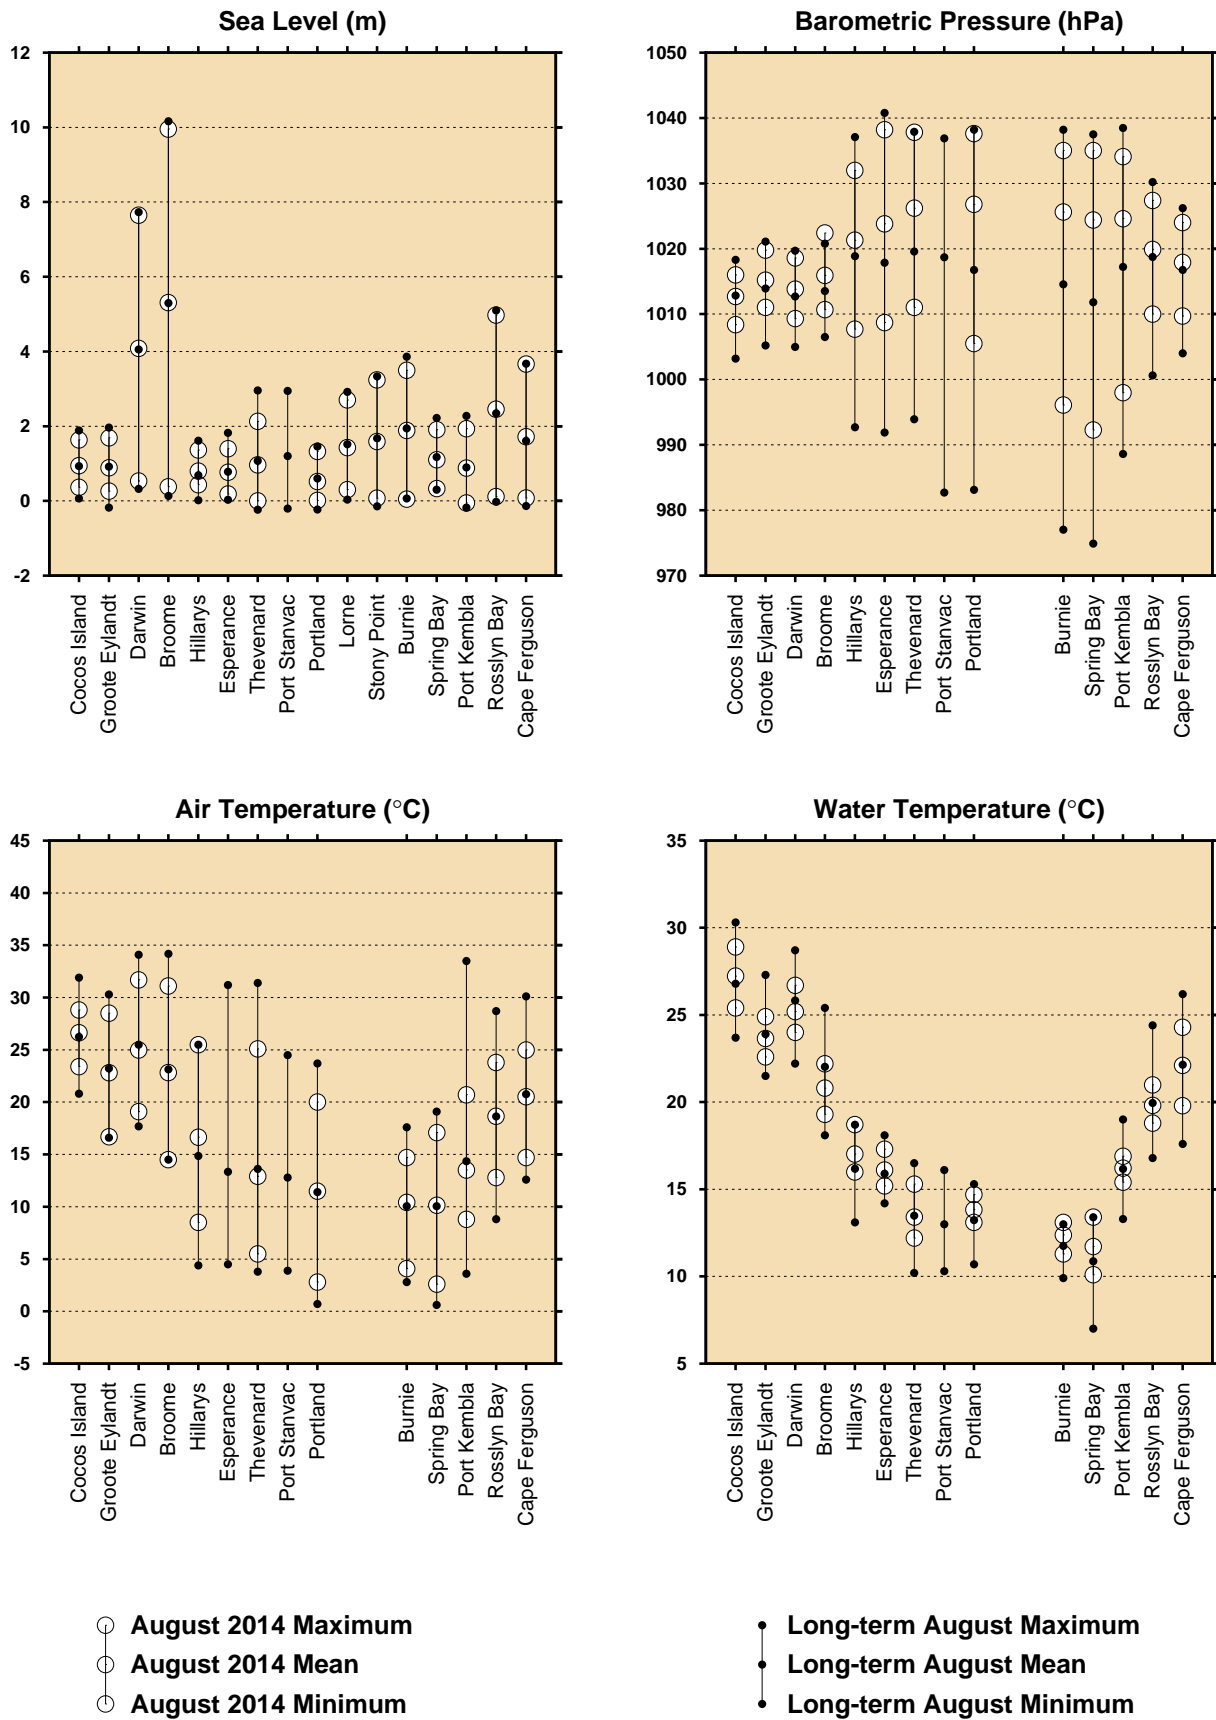 Sea Level (m)
12
10
8
6
4
2
0
-2
Cocos Island
Groote Eylandt
Darwin
Broome
Hillarys
Esperance
Thevenard
Port Stanvac
Portland
Lorne
Stony Point
Burnie
Spring Bay
Port Kembla
Rosslyn Bay
Cape Ferguson
Barometric Pressure (hPa)
1050
1040
1030
1020
1010
1000
990
980
970
Cocos Island
Groote Eylandt
Darwin
Broome
Hillarys
Esperance
Thevenard
Port Stanvac
Portland
Burnie
Spring Bay
Port Kembla
Rosslyn Bay
Cape Ferguson
Air Temperature (°C)
45
40
35
30
25
20
15
10
5
0
-5
Cocos Island
Groote Eylandt
Darwin
Broome
Hillarys
Esperance
Thevenard
Port Stanvac
Portland
Burnie
Spring Bay
Port Kembla
Rosslyn Bay
Cape Ferguson
Water Temperature (°C)
35
30
25
20
15
10
5
Cocos Island
Groote Eylandt
Darwin
Broome
Hillarys
Esperance
Thevenard
Port Stanvac
Portland
Burnie
Spring Bay
Port Kembla
Rosslyn Bay
Cape Ferguson
August 2014 Maximum
August 2014 Mean
August 2014 Minimum
Long-term August Maximum
Long-term August Mean
Long-term August Minimum